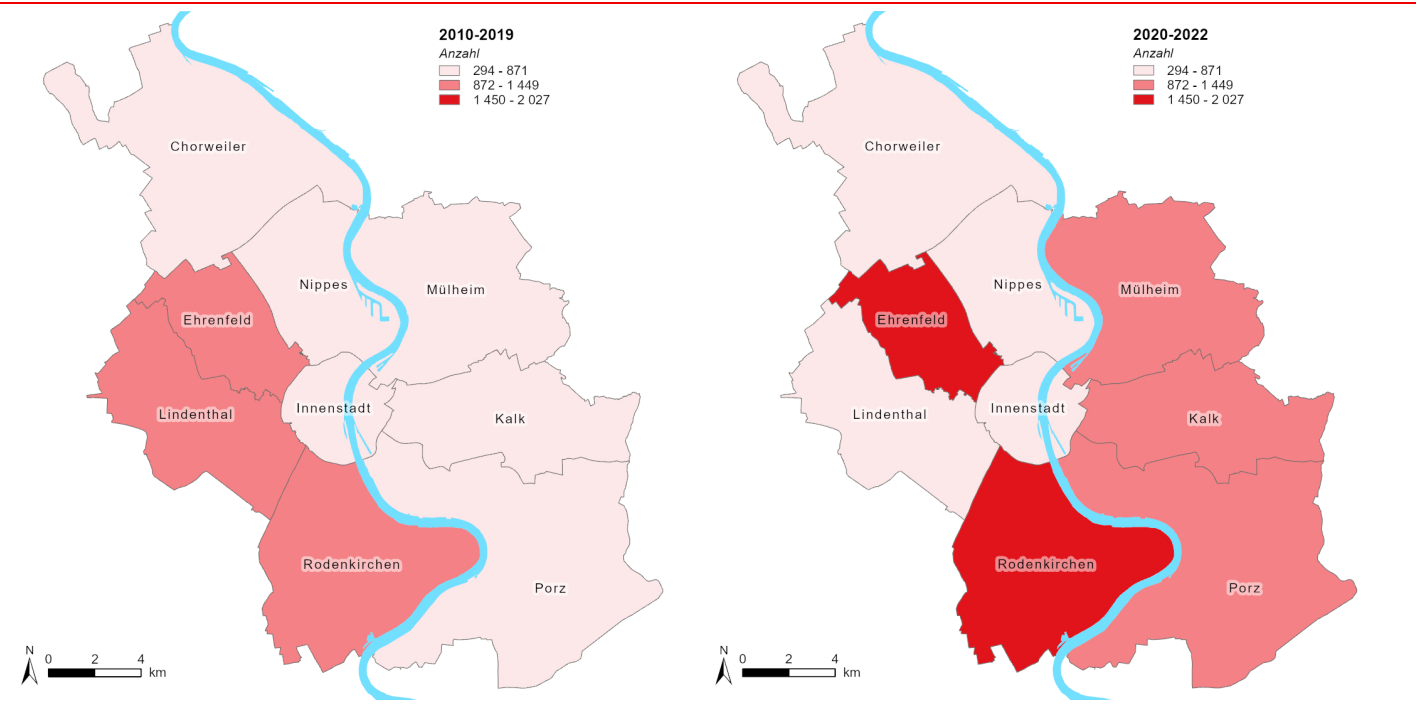 2010-2019
Anzahl
294 - 871
872 - 1 449
1 450 - 2 027
Chorweiler
Nippes
Mülheim
Ehrenfeld
Lindenthal
Innenstadt
Kalk
Rodenkirchen
Porz
N
0 2 4
km
2020-2022
Anzahl
294 - 871
872 - 1 449
1 450 - 2 027
Chorweiler
Nippes
Mülheim
Ehrenfeld
Lindenthal
Innenstadt
Kalk
Rodenkirchen
Porz
N
0 2 4
km